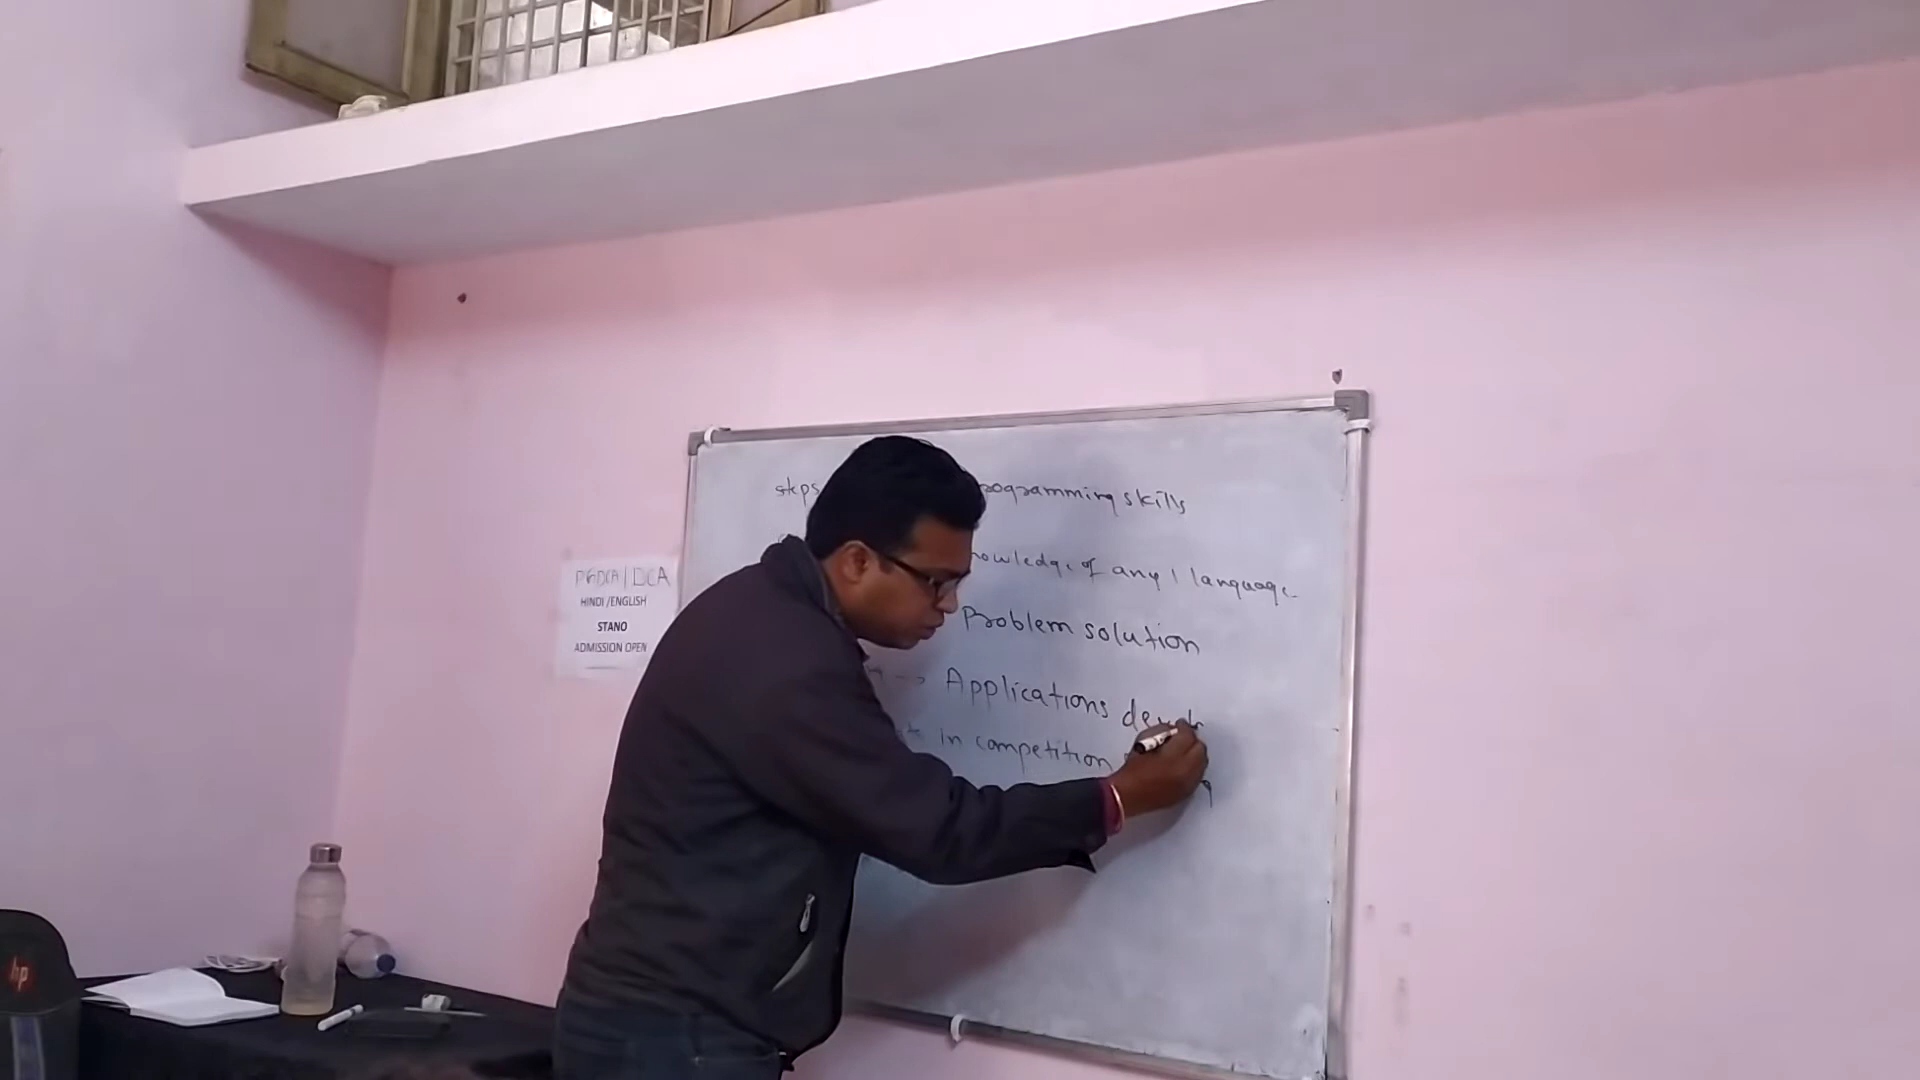 steps programming skills
knowledge of any 1 language
Problem solution
Applications
in competition
PGDCA/DCA
HINDI /ENGLISH
STANO
ADMISSION OPEN
hp